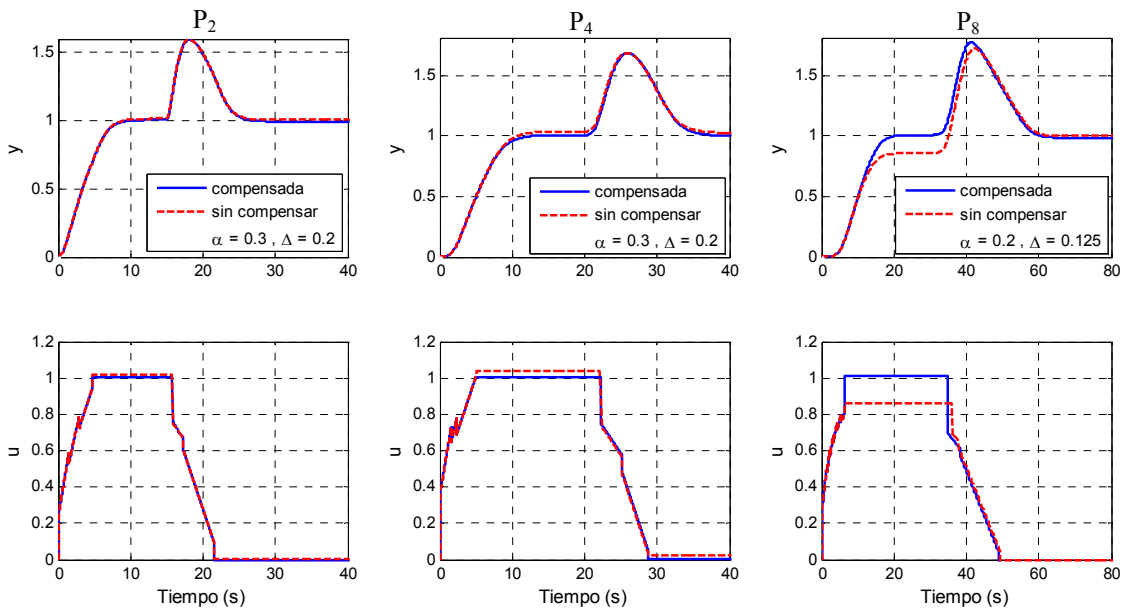 P2
P4
P8
1.5
1
0.5
0
y
compensada
sin compensar
α = 0.3 , Δ = 0.2
0 10 20 30 40
1.5
1
0.5
0
y
compensada
sin compensar
α = 0.3 , Δ = 0.2
0 10 20 30 40
1.5
1
0.5
0
y
compensada
sin compensar
α = 0.2 , Δ = 0.125
0 20 40 60 80
1.2
1
0.8
0.6
0.4
0.2
0
u
0 10 20 30 40
Tiempo (s)
1.2
1
0.8
0.6
0.4
0.2
0
u
0 10 20 30 40
Tiempo (s)
1.2
1
0.8
0.6
0.4
0.2
0
u
0 20 40 60 80
Tiempo (s)